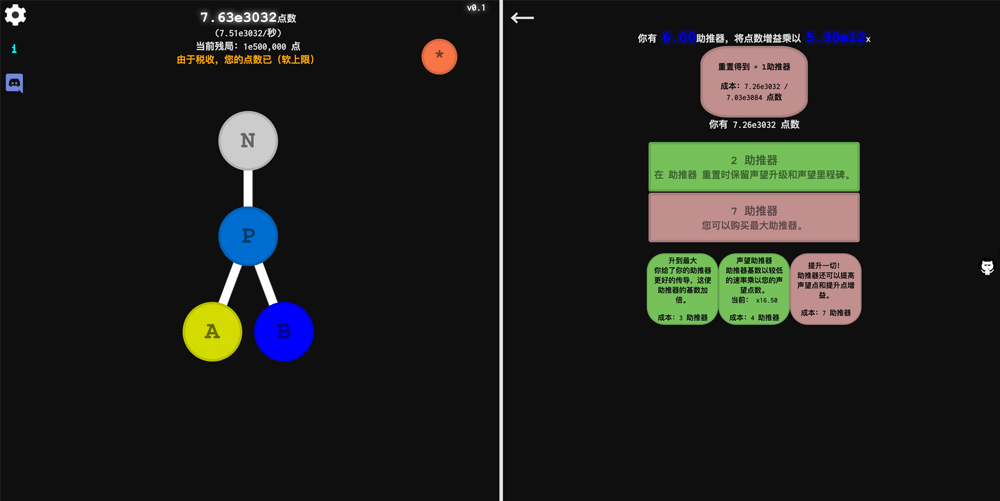 v0.1
7.63e3032点数
(7.51e3032/秒)
当前残局: 1e500,000 点
由于税收，您的点数已（软上限）
i
*
N
P
A
B
你有 6.00助推器，将点数增益乘以 5.30e12x
重置得到 + 1助推器
成本: 7.26e3032 /
7.03e3084 点数
你有 7.26e3032 点数
2 助推器
在 助推器 重置时保留声望升级和声望里程碑。
7 助推器
您可以购买最大助推器。
升到最大
你给了你的助推器
更好的传导，这使
助推器的基数加
倍。
成本: 3 助推器
声望助推器
助推器基数以较低
的速率乘以您的声
望点数。
当前: x16.50
成本: 4 助推器
提升一切!
助推器还可以提高
声望点和提升点增
益。
成本: 7 助推器